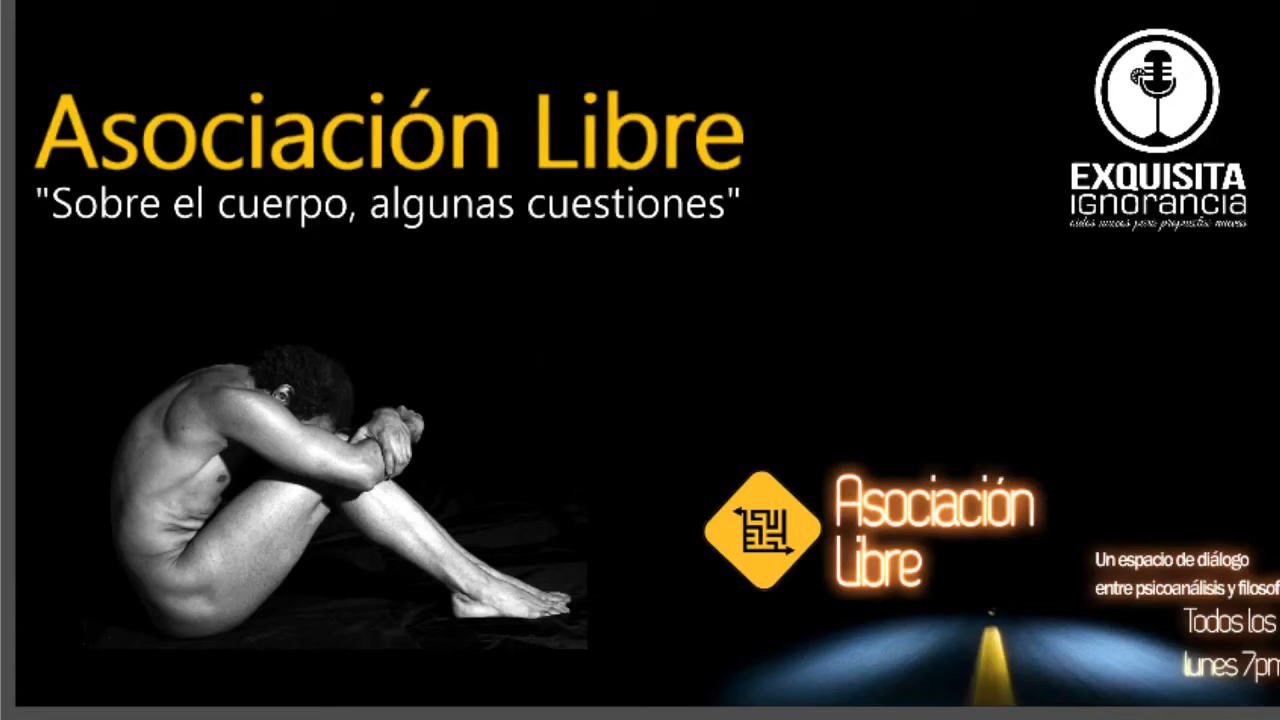 Asociación Libre
"Sobre el cuerpo, algunas cuestiones"
EXQUISITA
ignorancia
Asociación
Libre
Un espacio de diálogo
entre psicoanálisis y filosof
Todos los
lunes 7pm